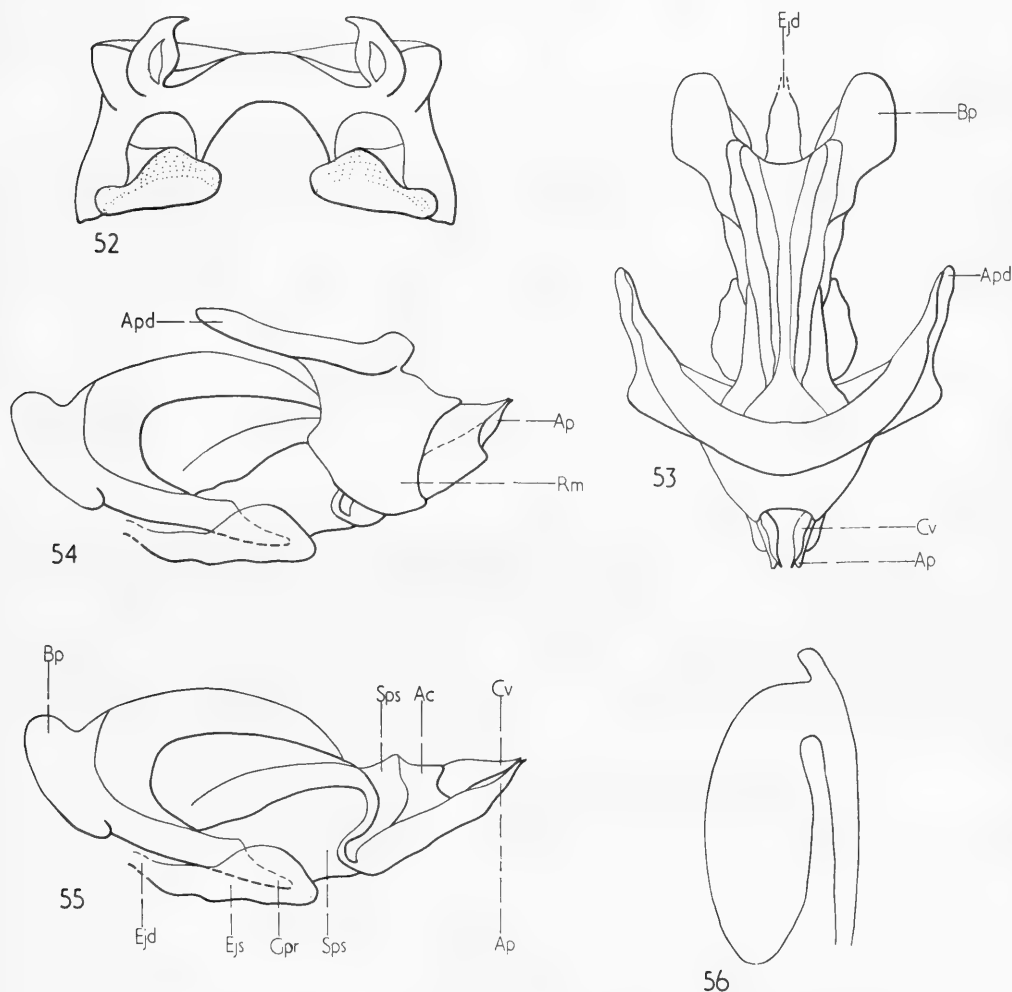 Ejd
Bp
Apd
Cv
Ap
52
53
Apd
Ap
Rm
54
Bp
Sps Ac Cv
Ejd Ejs Gpr Sps Ap
55
56